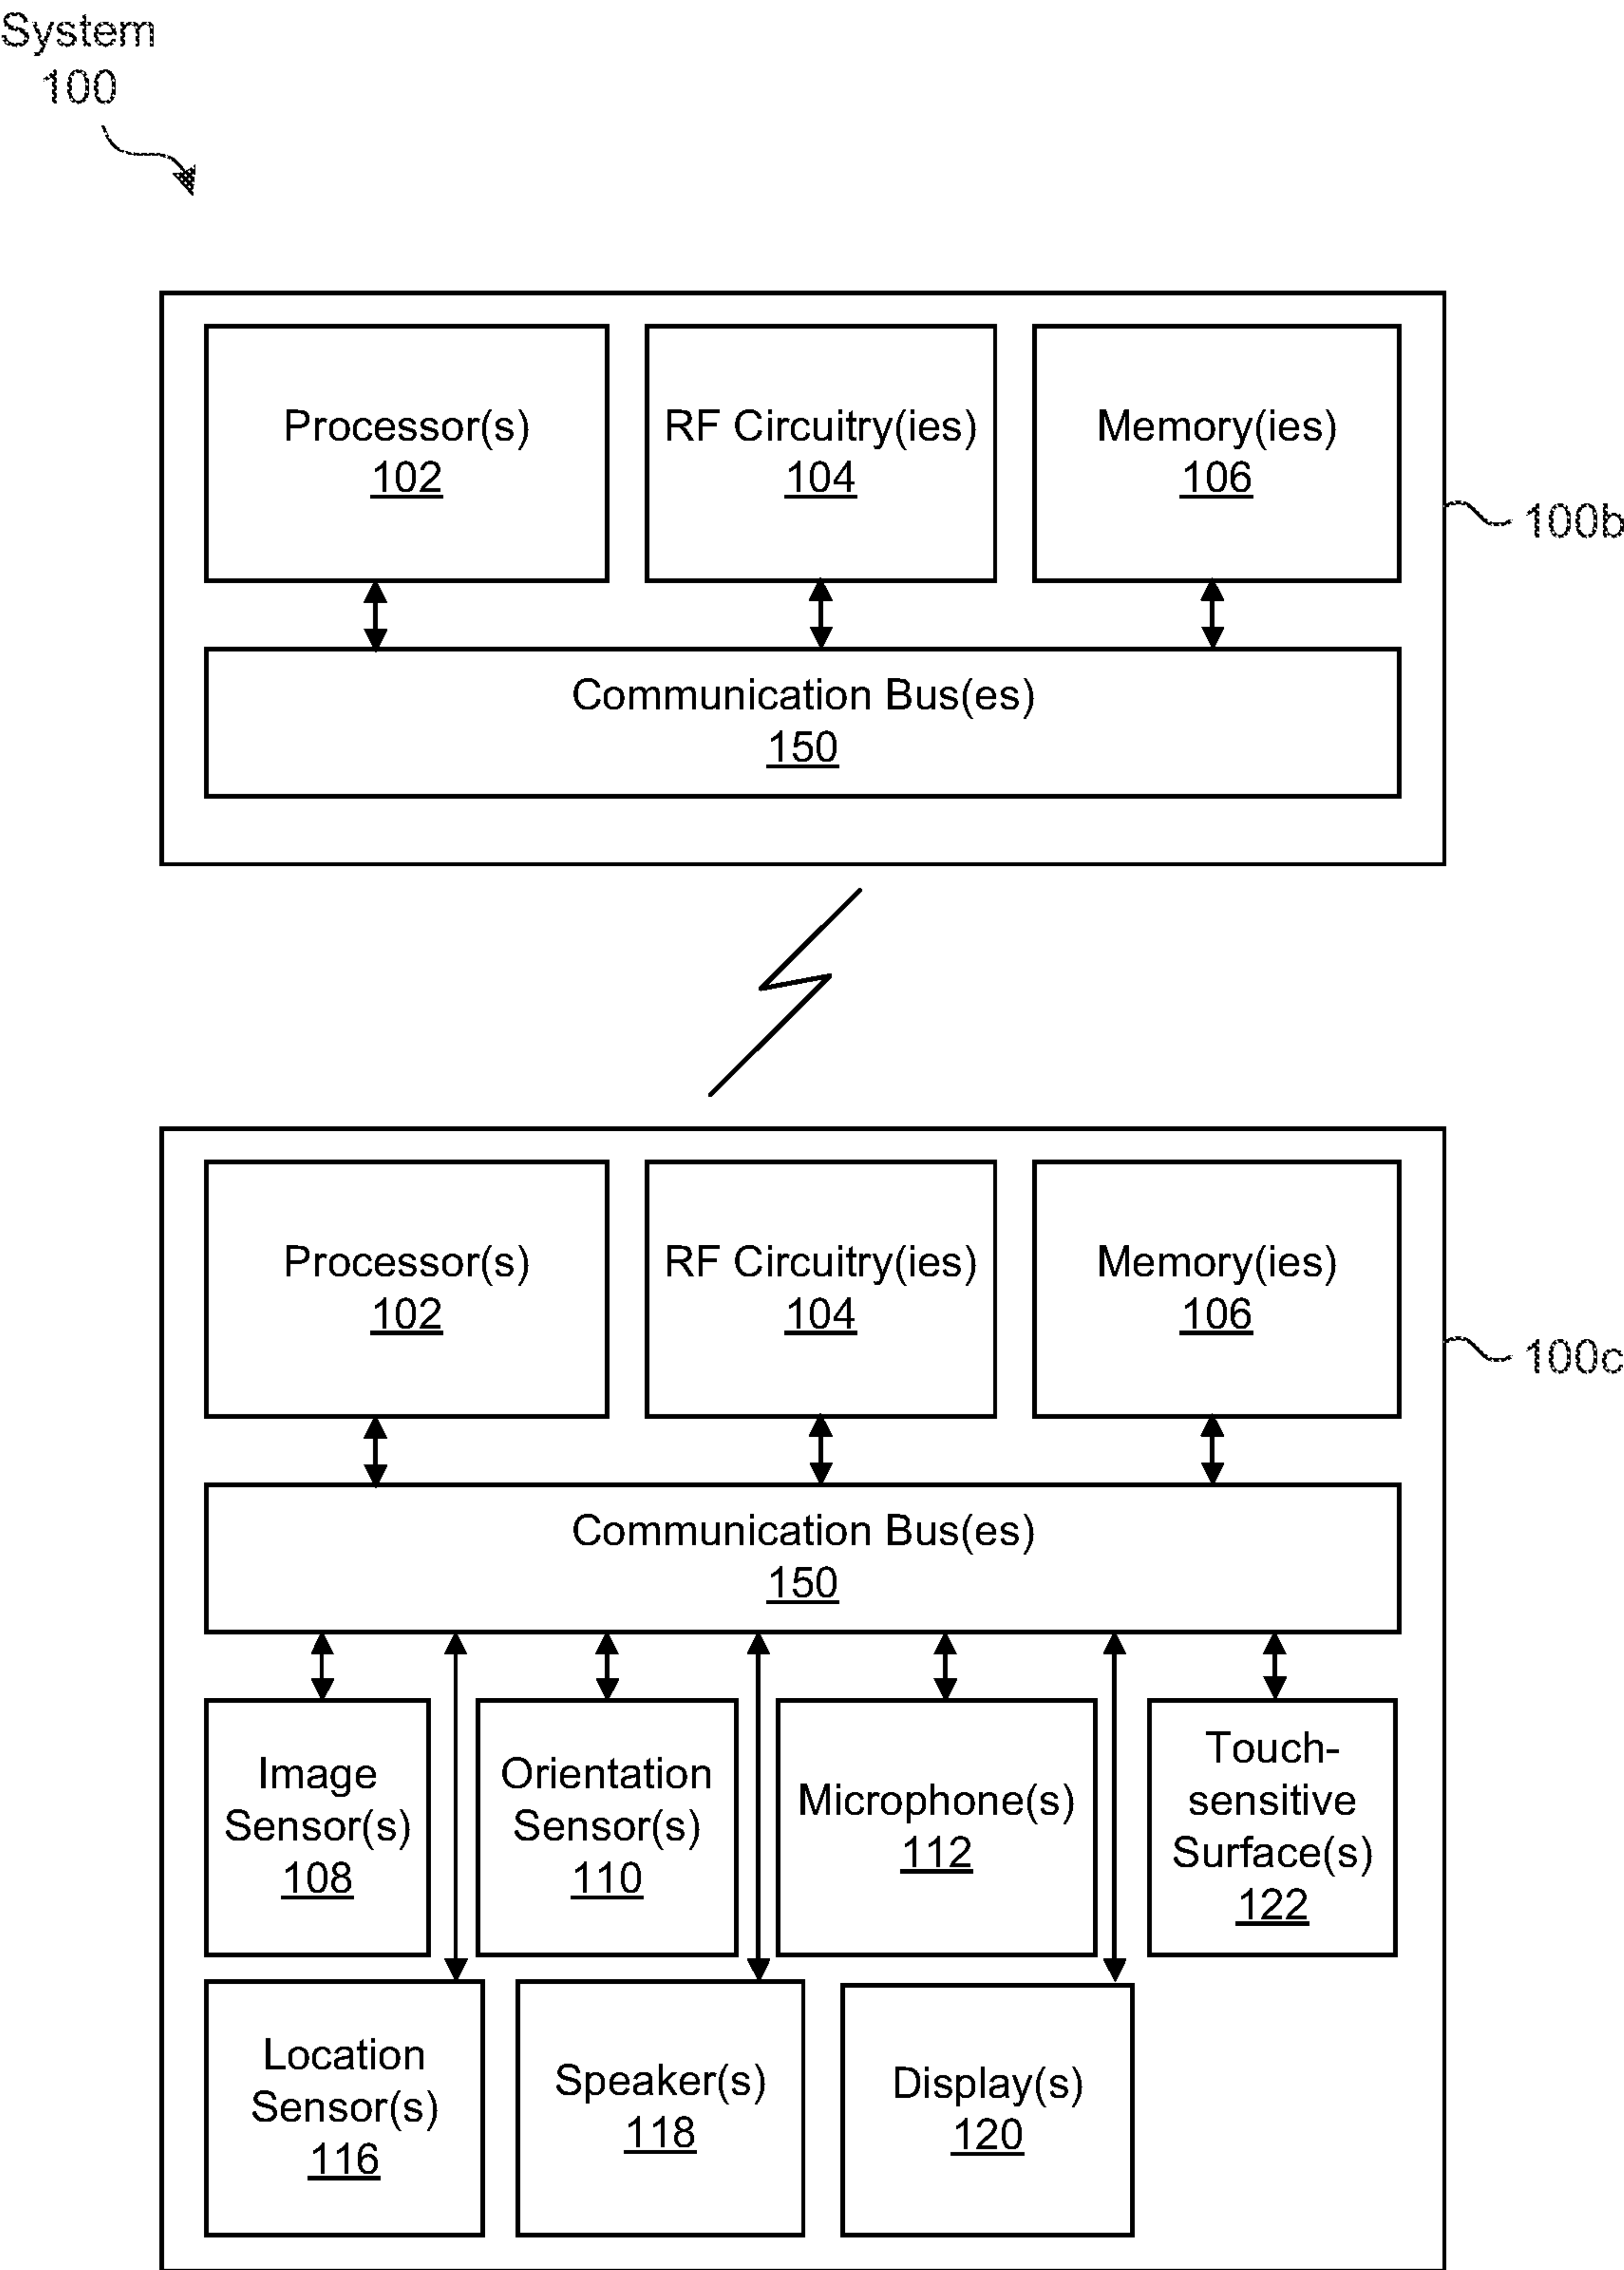 System
100
Processor(s)
102
RF Circuitry(ies)
104
Memory(ies)
106
100b
Communication Bus(es)
150
Processor(s)
102
RF Circuitry(ies)
104
Memory(ies)
106
100c
Communication Bus(es)
150
Image
Sensor(s)
108
Orientation
Sensor(s)
110
Microphone(s)
112
Touch-
sensitive
Surface(s)
122
Location
Sensor(s)
116
Speaker(s)
118
Display(s)
120